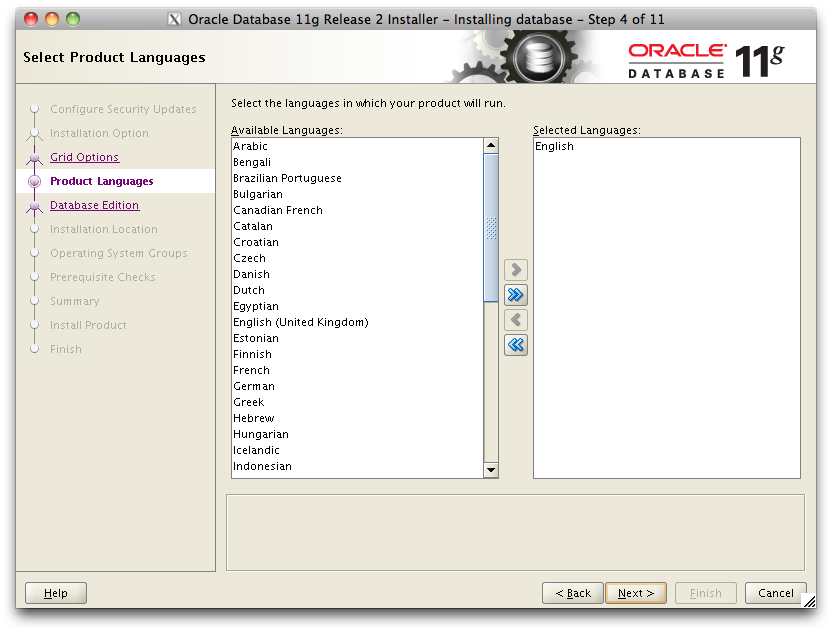 Oracle Database 11g Release 2 Installer - Installing database - Step 4 of 11
Select Product Languages
ORACLE
DATABASE
11g
Configure Security Updates
Installation Option
Grid Options
Product Languages
Database Edition
Installation Location
Operating System Groups
Prerequisite Checks
Summary
Install Product
Finish
Select the languages in which your product will run.
Available Languages:
Arabic
Bengali
Brazilian Portuguese
Bulgarian
Canadian French
Catalan
Croatian
Czech
Danish
Dutch
Egyptian
English (United Kingdom)
Estonian
Finnish
French
German
Greek
Hebrew
Hungarian
Icelandic
Indonesian
Selected Languages:
English
Help
< Back
Next >
Finish
Cancel